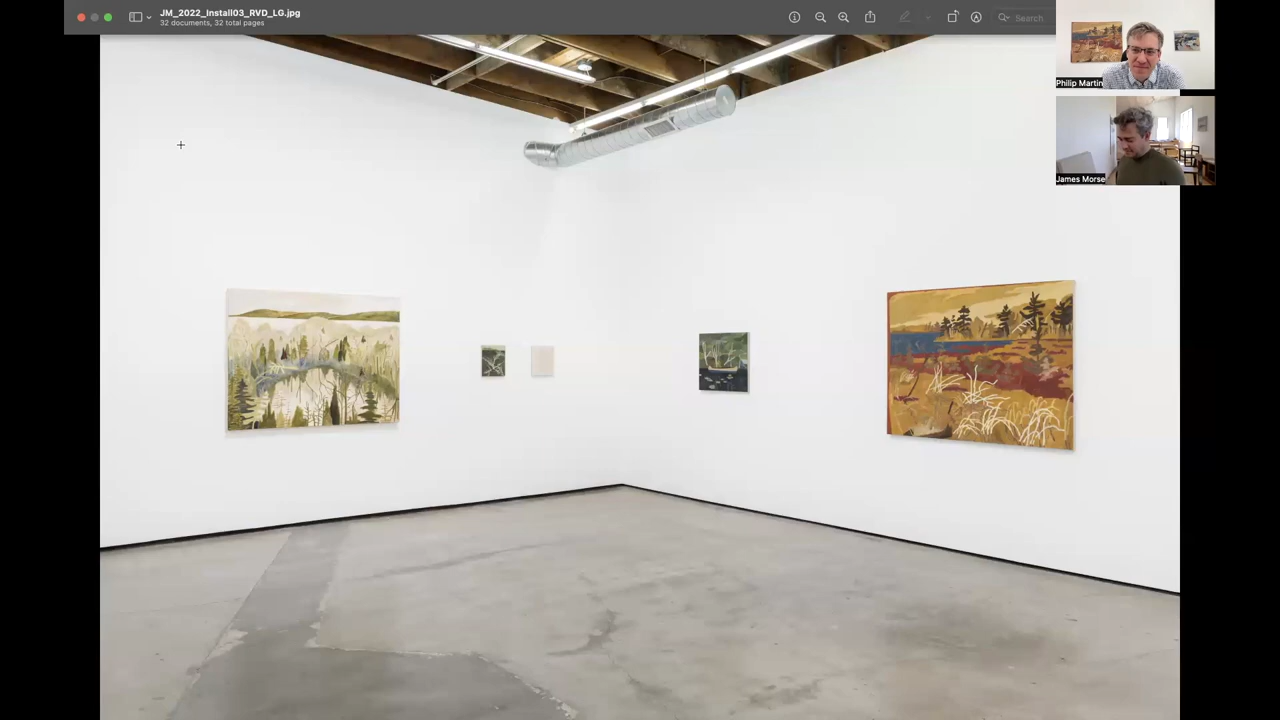 JM_2022_Install03_RVD_LG.jpg
32 documents, 32 total pages
Search
Philip Martin
James Morse